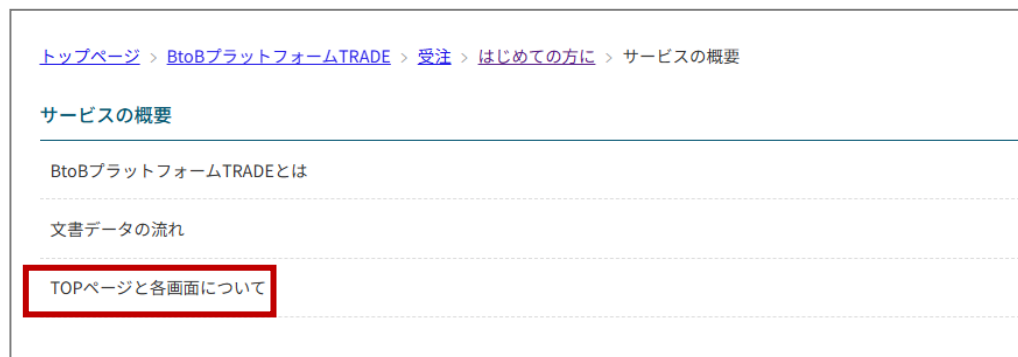 トップページ > BtoBプラットフォームTRADE > 受注 > はじめての方に > サービスの概要
サービスの概要
BtoBプラットフォームTRADEとは
文書データの流れ
TOPページと各画面について